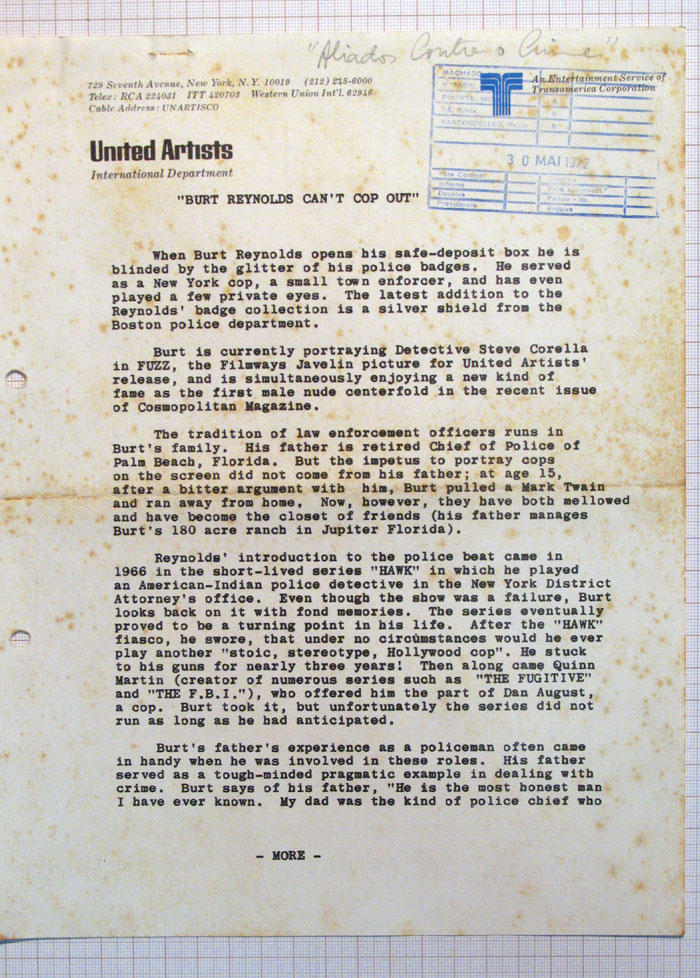 "Aliados Contra o Crime"
729 Seventh Avenue, New York, N.Y. 10019 (212) 245-6000
Telex: RCA 224031 ITT 420703 Western Union Int'l. 62946
Cable Address: UNARTISCO
An Entertainment Service of
Transamerica Corporation
MACHADO
VASCONCELLOS
30 MAI 1972
Informe
Devolva
Providencie
Arquive
United Artists
International Department
"BURT REYNOLDS CAN'T COP OUT"
When Burt Reynolds opens his safe-deposit box he is
blinded by the glitter of his police badges. He served
as a New York cop, a small town enforcer, and has even
played a few private eyes. The latest addition to the
Reynolds' badge collection is a silver shield from the
Boston police department.
Burt is currently portraying Detective Steve Corella
in FUZZ, the Filmways Javelin picture for United Artists'
release, and is simultaneously enjoying a new kind of
fame as the first male nude centerfold in the recent issue
of Cosmopolitan Magazine.
The tradition of law enforcement officers runs in
Burt's family. His father is retired Chief of Police of
Palm Beach, Florida. But the impetus to portray cops
on the screen did not come from his father; at age 15,
after a bitter argument with him, Burt pulled a Mark Twain
and ran away from home. Now, however, they have both mellowed
and have become the closet of friends (his father manages
Burt's 180 acre ranch in Jupiter Florida).
Reynolds' introduction to the police beat came in
1966 in the short-lived series "HAWK" in which he played
an American-Indian police detective in the New York District
Attorney's office. Even though the show was a failure, Burt
looks back on it with fond memories. The series eventually
proved to be a turning point in his life. After the "HAWK"
fiasco, he swore, that under no circumstances would he ever
play another "stoic, stereotype, Hollywood cop". He stuck
to his guns for nearly three years! Then along came Quinn
Martin (creator of numerous series such as "THE FUGITIVE"
and "THE F.B.I."), who offered him the part of Dan August,
a cop. Burt took it, but unfortunately the series did not
run as long as he had anticipated.
Burt's father's experience as a policeman often came
in handy when he was involved in these roles. His father
served as a tough-minded pragmatic example in dealing with
crime. Burt says of his father, "He is the most honest man
I have ever known. My dad was the kind of police chief who
- MORE -